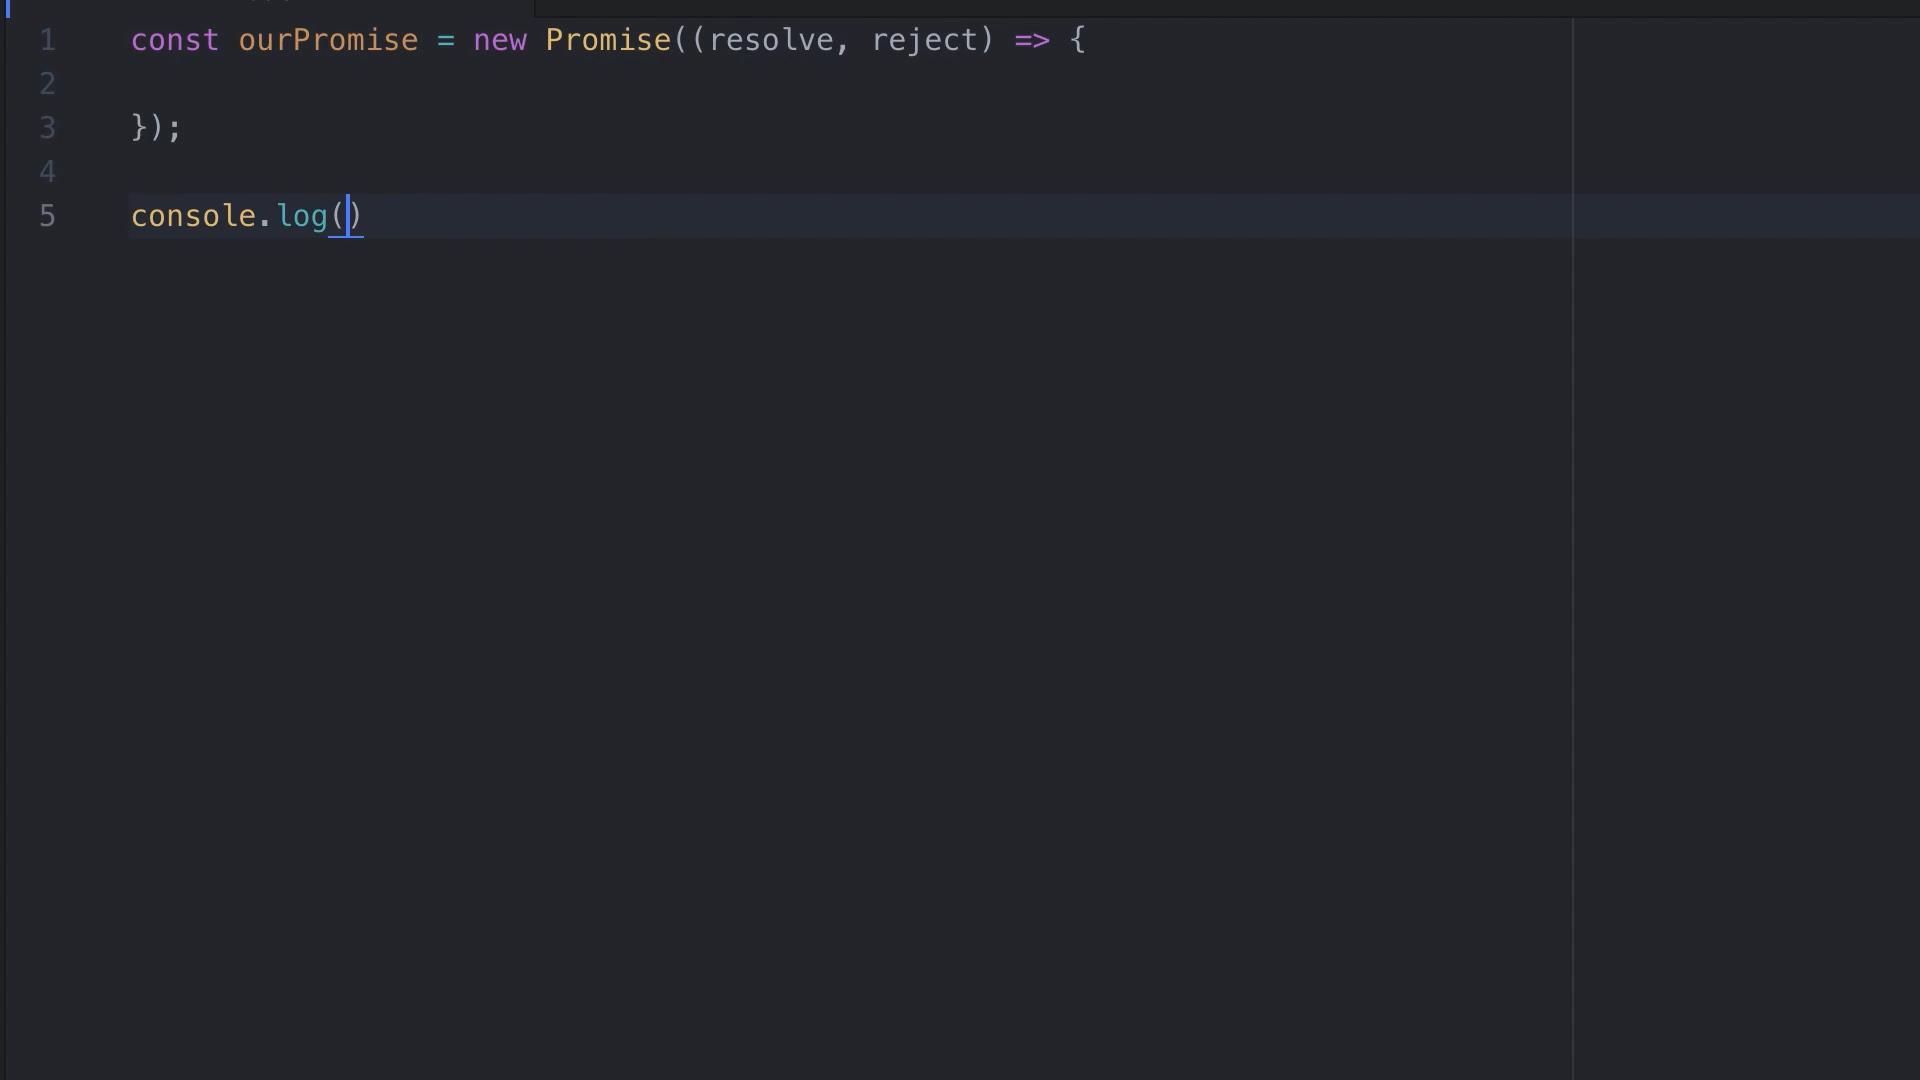 1 const ourPromise = new Promise((resolve, reject) => {
2
3 });
4
5 console.log()